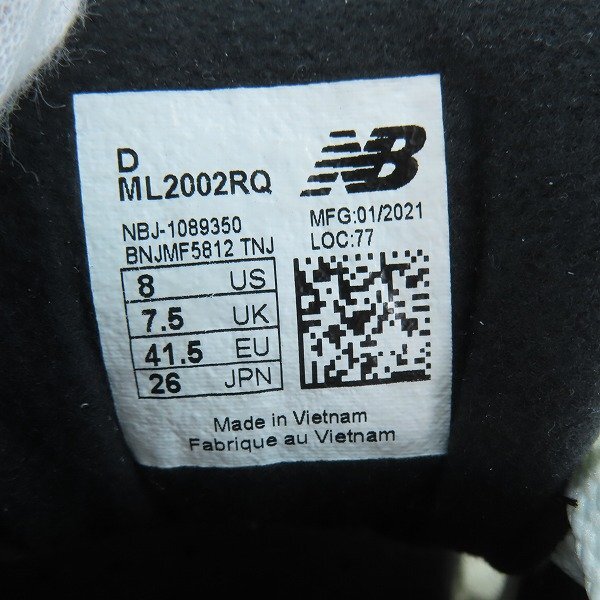 D
ML2002RQ
NB
NBJ-1089350
BNJMF5812 TNJ
MFG:01/2021
LOC:77
8 US
7.5 UK
41.5 EU
26 JPN
Made in Vietnam
Fabrique au Vietnam